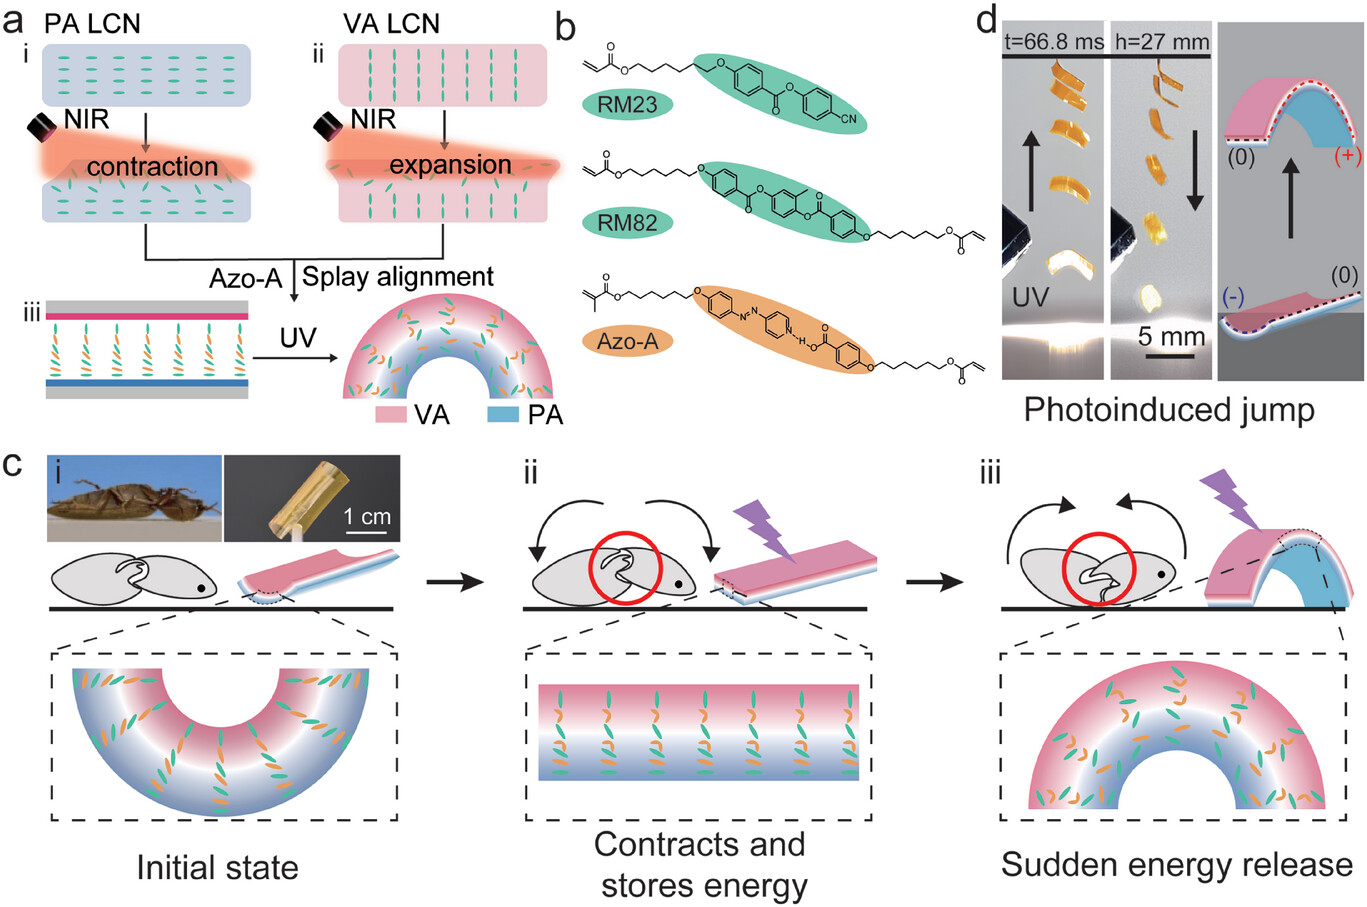 a
PA LCN
VA LCN
i
ii
NIR
NIR
contraction
expansion
Azo-A
Splay alignment
iii
UV
VA
PA
b
RM23
O
O
O
O
O
CN
RM82
O
O
O
O
O
O
O
O
O
O
Azo-A
O
O
O
N
N
N
H
O
O
O
O
O
d
t=66.8 ms
h=27 mm
UV
5 mm
(0)
(+)
(-)
(0)
Photoinduced jump
c
i
1 cm
Initial state
ii
Contracts and
stores energy
iii
Sudden energy release